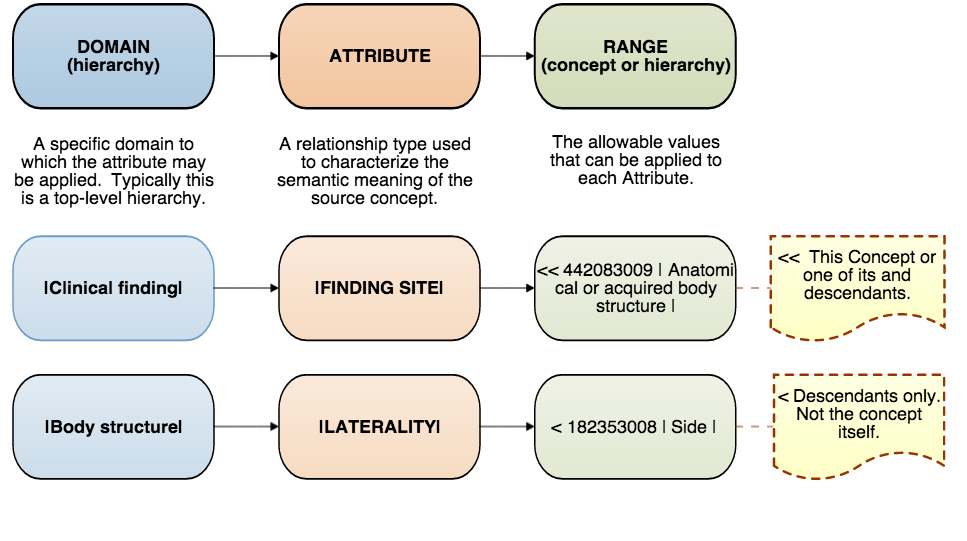 DOMAIN
(hierarchy)
ATTRIBUTE
RANGE
(concept or hierarchy)
A specific domain to
which the attribute may
be applied.  Typically this
is a top-level hierarchy.
A relationship type used
to characterize the
semantic meaning of the
source concept.
The allowable values
that can be applied to
each Attribute.
|Clinical finding|
|FINDING SITE|
<< 442083009 | Anatomi
cal or acquired body
structure |
<<  This Concept or
one of its and
descendants.
|Body structure|
|LATERALITY|
< 182353008 | Side |
< Descendants only.
Not the concept
itself.